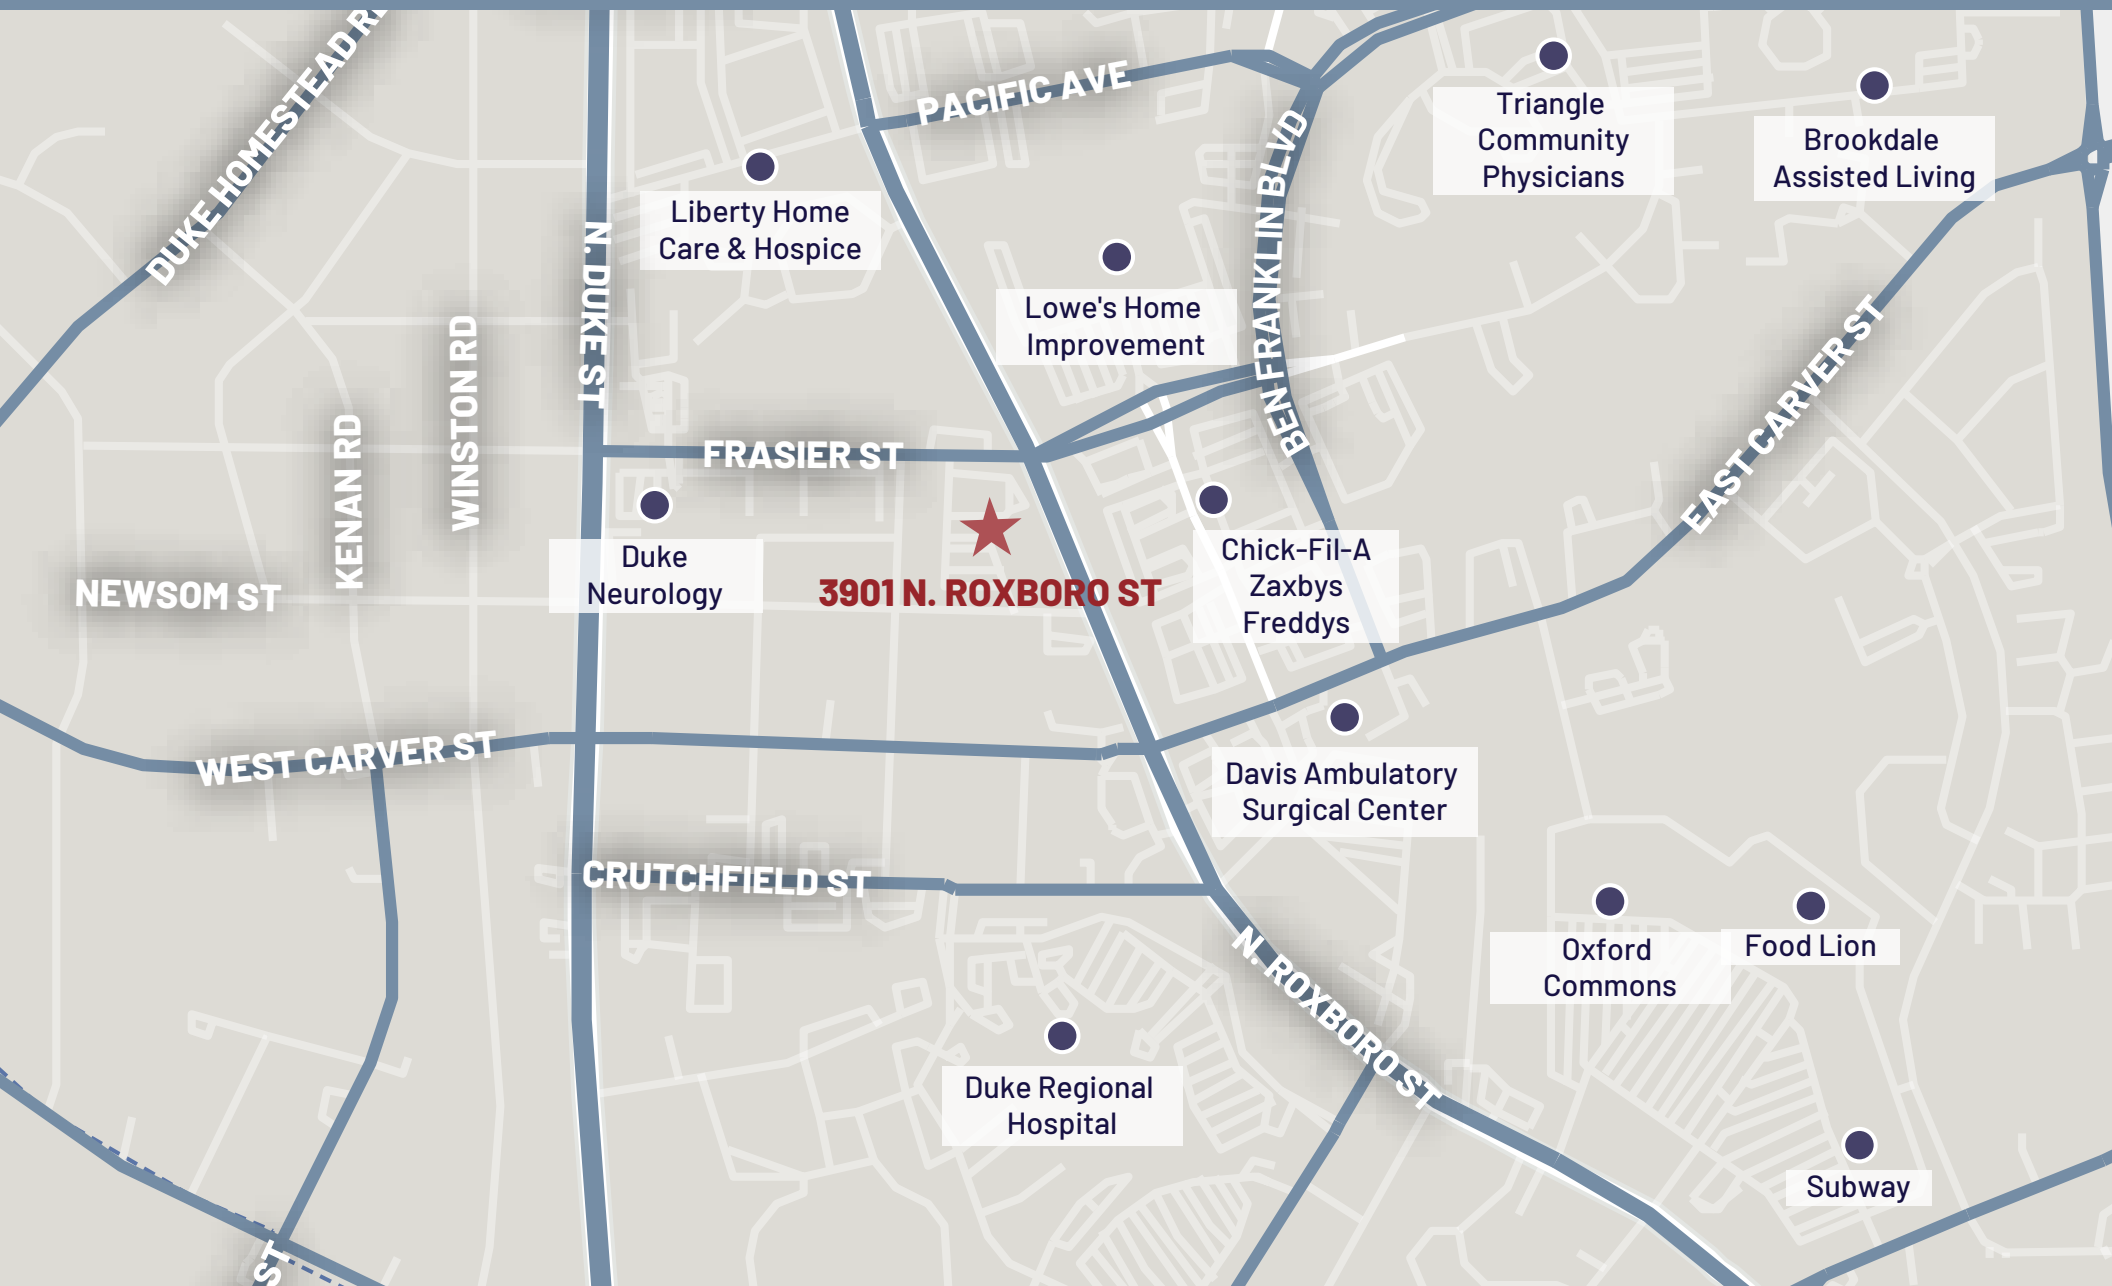 DUKE HOMESTEAD R
PACIFIC AVE
Triangle
Community
Physicians
Brookdale
Assisted Living
BEN FRANKLIN BLVD
Liberty Home
Care & Hospice
N. DUKE ST
Lowe's Home
Improvement
WINSTON RD
KENAN RD
EAST CARVER ST
FRASIER ST
Duke
Neurology
3901 N. ROXBORO ST
Chick-Fil-A
Zaxbys
Freddys
NEWSOM ST
WEST CARVER ST
Davis Ambulatory
Surgical Center
CRUTCHFIELD ST
N. ROXBORO ST
Oxford
Commons
Food Lion
Duke Regional
Hospital
Subway
ST